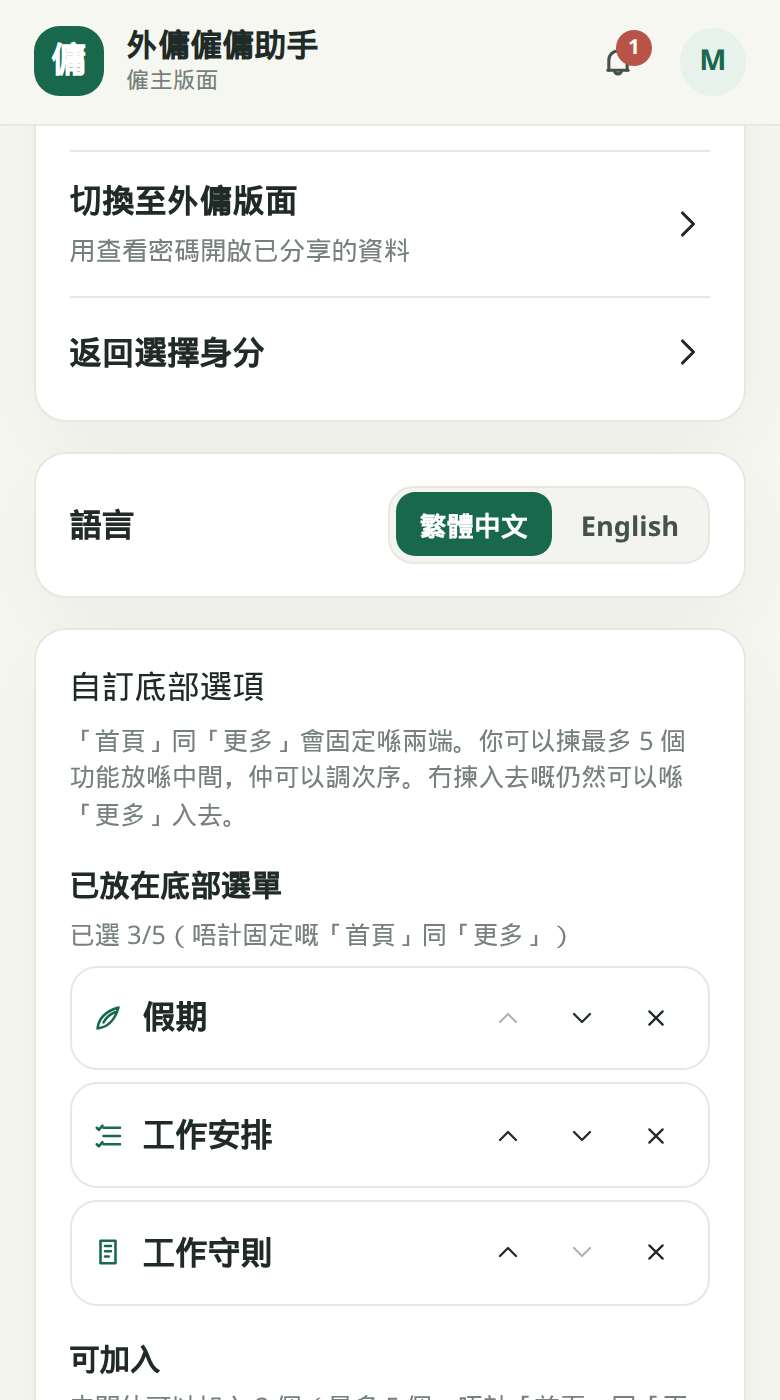 傭
外傭僱傭助手
僱主版面
1
M
切換至外傭版面
用查看密碼開啟已分享的資料
返回選擇身分
語言
繁體中文
English
自訂底部選項
「首頁」同「更多」會固定喺兩端。你可以揀最多 5 個
功能放喺中間，仲可以調次序。冇揀入去嘅仍然可以喺
「更多」入去。
已放在底部選單
已選 3/5（唔計固定嘅「首頁」同「更多」）
假期
工作安排
工作守則
可加入